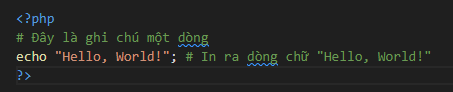 <?php
# Đây là ghi chú một dòng
echo "Hello, World!"; # In ra dòng chữ "Hello, World!"
?>